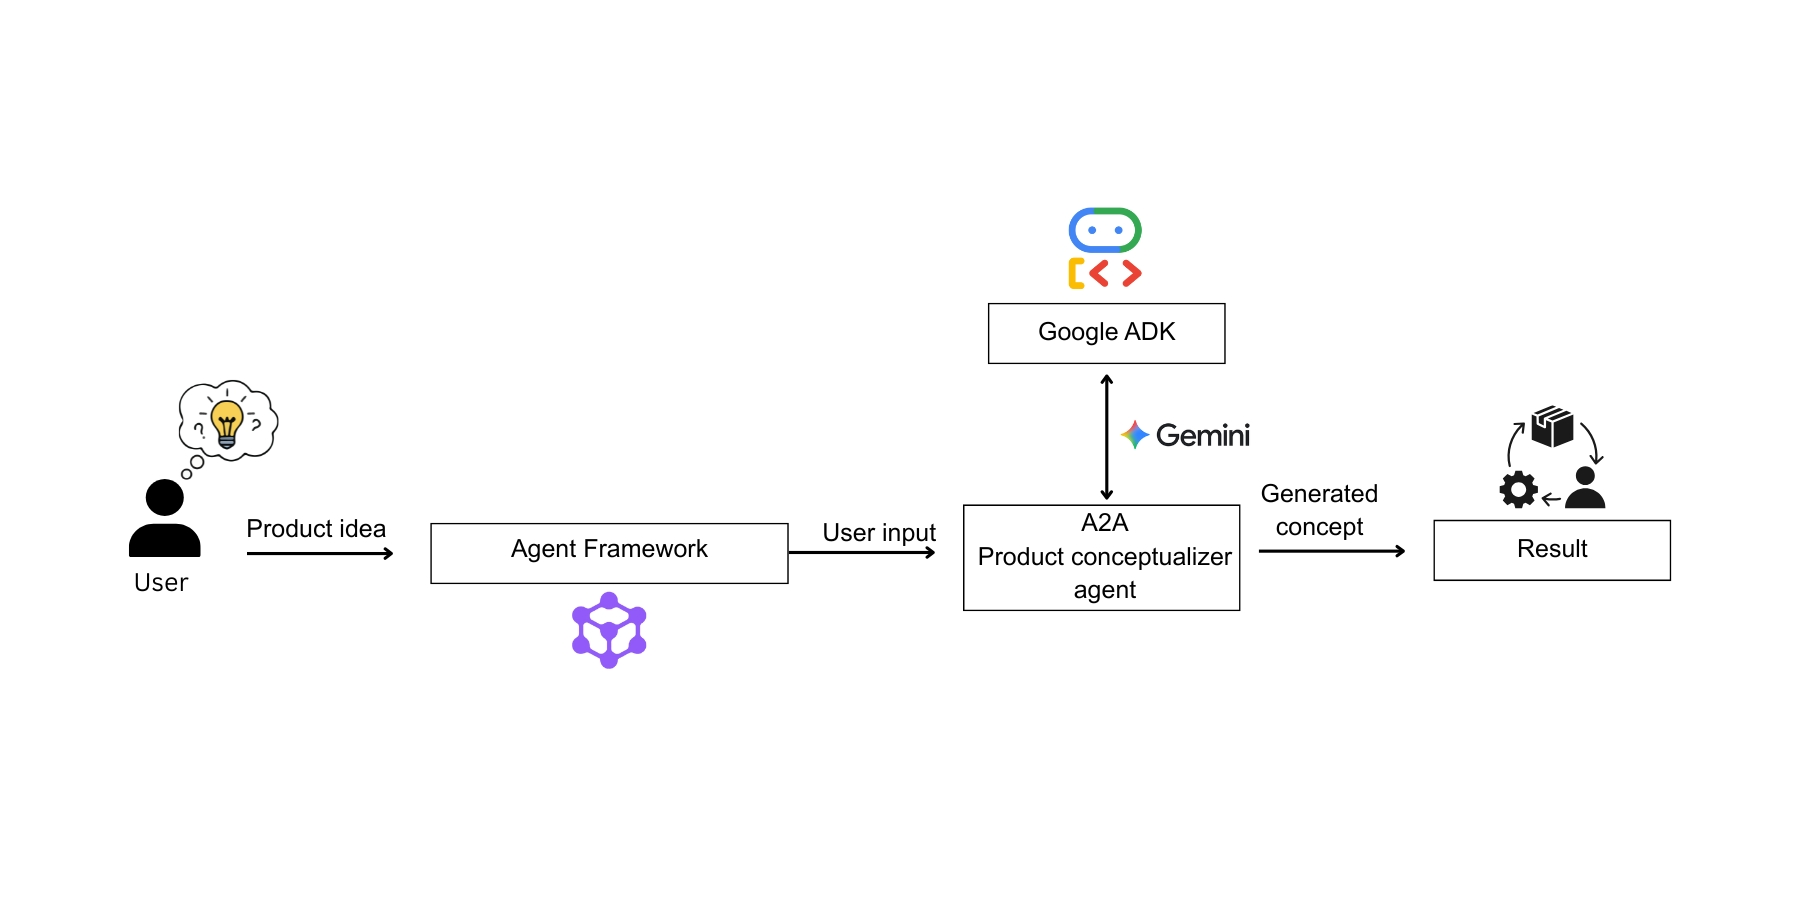 Google ADK
Gemini
Product idea
User
Agent Framework
User input
A2A
Product conceptualizer
agent
Generated
concept
Result